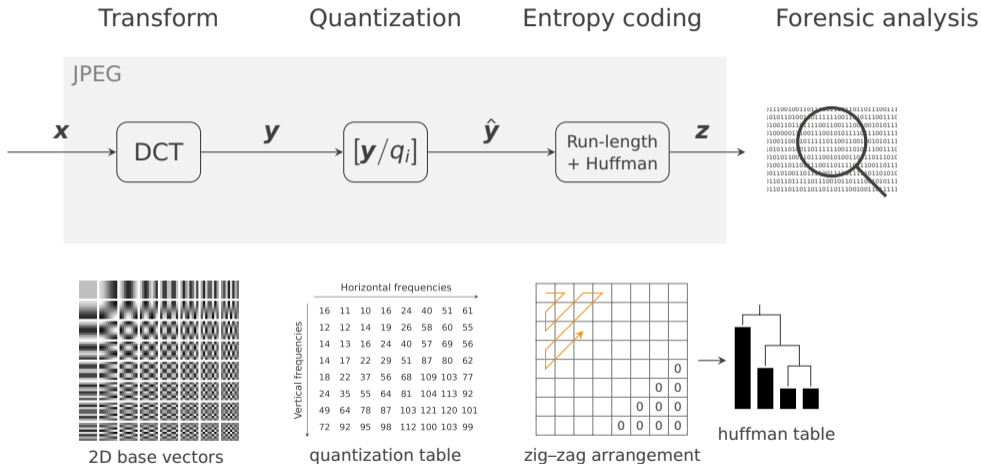 Transform Quantization Entropy coding Forensic analysis
JPEG
x y ŷ z
DCT [y/qᵢ] Run-length
+ Huffman
Horizontal frequencies
Vertical frequencies
16 11 10 16 24 40 51 61
12 12 14 19 26 58 60 55
14 13 16 24 40 57 69 56
14 17 22 29 51 87 80 62
18 22 37 56 68 109 103 77
24 35 55 64 81 104 113 92
49 64 78 87 103 121 120 101
72 92 95 98 112 100 103 99
0
0 0
0 0 0
0 0 0 0
2D base vectors quantization table zig–zag arrangement huffman table